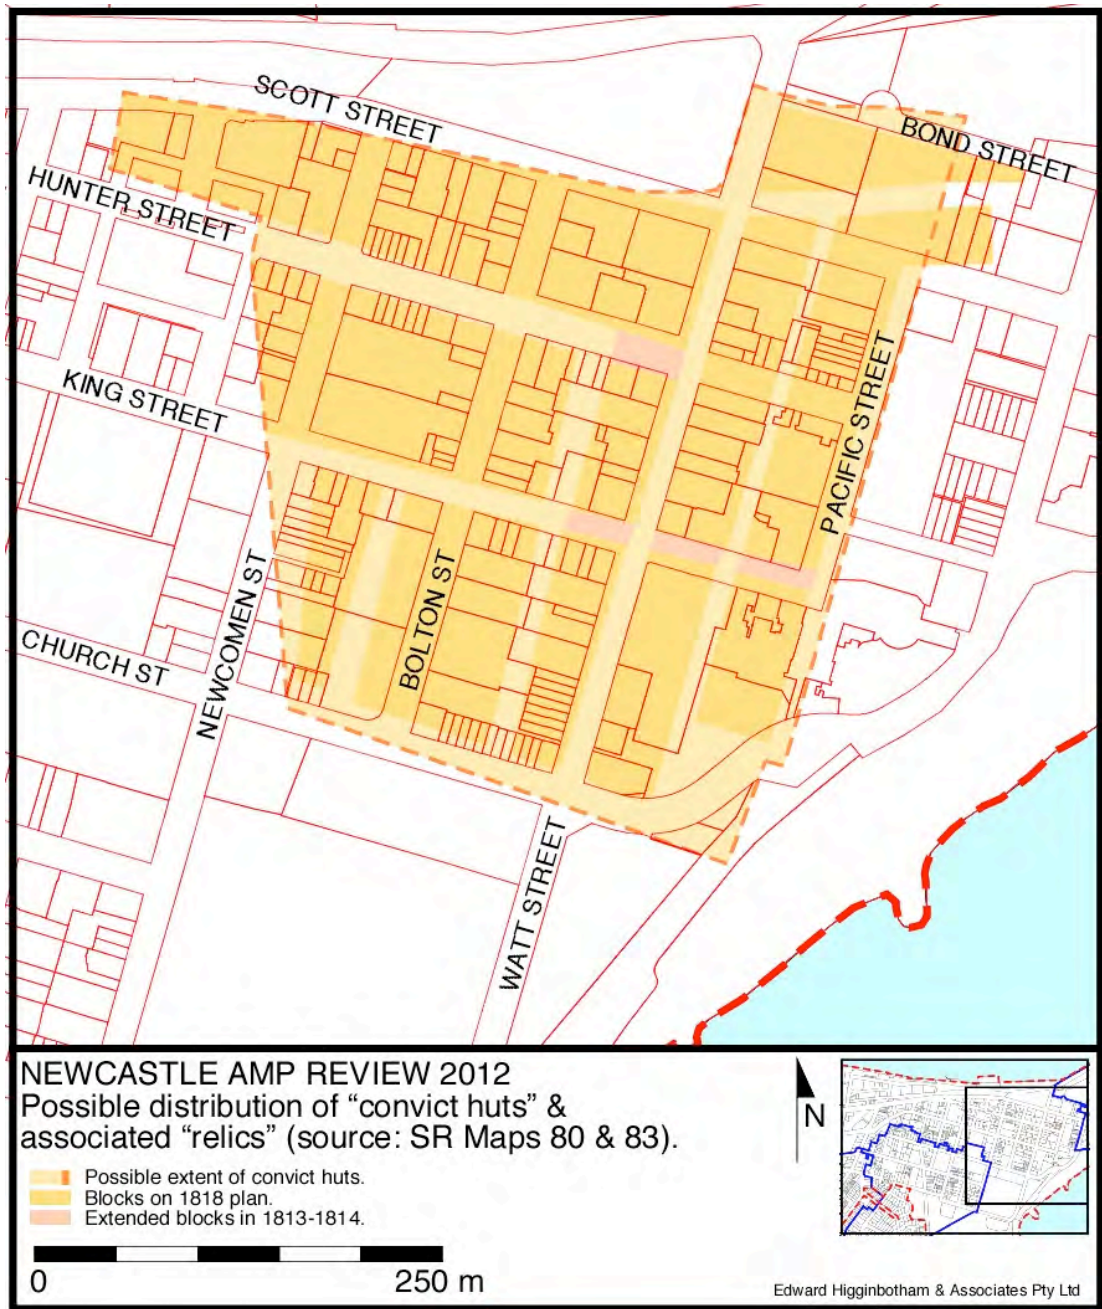 SCOTT STREET
BOND STREET
HUNTER STREET
KING STREET
PACIFIC STREET
BOLTON ST
NEWCOMEN ST
CHURCH ST
WATT STREET
NEWCASTLE AMP REVIEW 2012
Possible distribution of “convict huts” &
associated “relics” (source: SR Maps 80 & 83).
Possible extent of convict huts.
Blocks on 1818 plan.
Extended blocks in 1813-1814.
0 250 m
N
Edward Higginbotham & Associates Pty Ltd